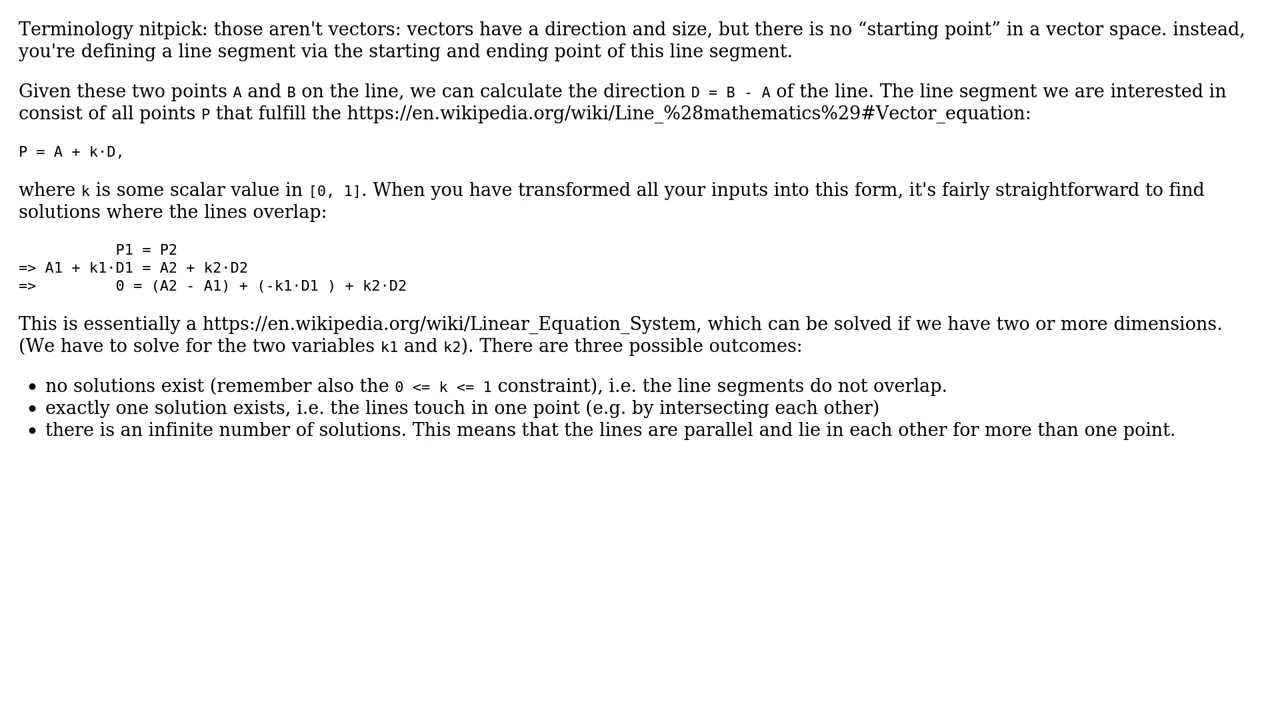 Terminology nitpick: those aren't vectors: vectors have a direction and size, but there is no “starting point” in a vector space. instead,
you're defining a line segment via the starting and ending point of this line segment.
Given these two points A and B on the line, we can calculate the direction D = B - A of the line. The line segment we are interested in
consist of all points P that fulfill the https://en.wikipedia.org/wiki/Line_%28mathematics%29#Vector_equation:
P = A + k·D,
where k is some scalar value in [0, 1]. When you have transformed all your inputs into this form, it's fairly straightforward to find
solutions where the lines overlap:
           P1 = P2
=> A1 + k1·D1 = A2 + k2·D2
=>         0 = (A2 - A1) + (-k1·D1 ) + k2·D2
This is essentially a https://en.wikipedia.org/wiki/Linear_Equation_System, which can be solved if we have two or more dimensions.
(We have to solve for the two variables k1 and k2). There are three possible outcomes:
• no solutions exist (remember also the 0 <= k <= 1 constraint), i.e. the line segments do not overlap.
• exactly one solution exists, i.e. the lines touch in one point (e.g. by intersecting each other)
• there is an infinite number of solutions. This means that the lines are parallel and lie in each other for more than one point.